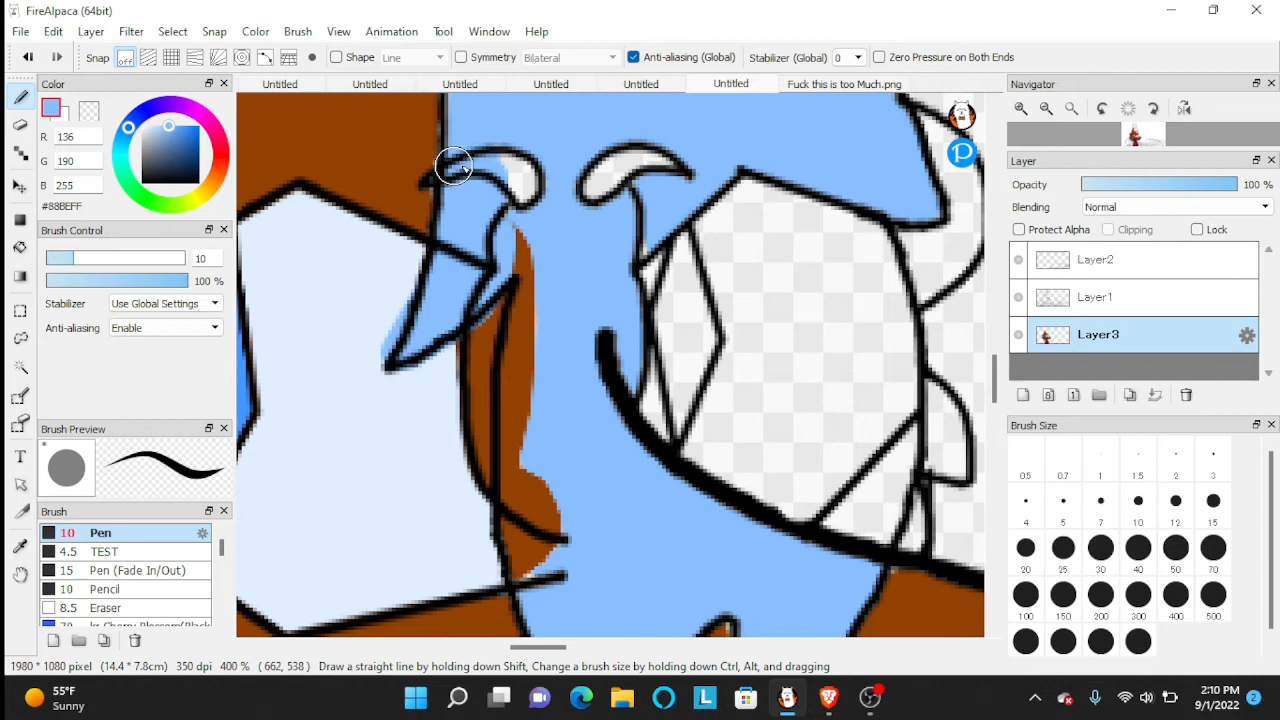 FireAlpaca (64bit)
File Edit Layer Filter Select Snap Color Brush View Animation Tool Window Help
Snap OFF Shape Line Symmetry Bilateral Anti-aliasing (Global) Stabilizer (Global) 0 Zero Pressure on Both Ends
Color
Untitled Untitled Untitled Untitled Untitled Untitled Fuck this is too Much.png
Navigator
R 136
G 190
B 255
#88BEFF
Layer
Opacity 100 %
Blending Normal
Protect Alpha Clipping Lock
Layer2
Layer1
Layer3
Brush Control
10
100 %
Stabilizer Use Global Settings
Anti-aliasing Enable
Brush Preview
*
Brush
10 Pen
4.5 TEST
15 Pen (Fade In/Out)
10 Pencil
8.5 Eraser
Brush Size
0.5 0.7 1 1.5 2 3
4 5 7 10 12 15
20 25 30 40 50 70
100 150 200 300 400 500
1980 * 1080 pixel (14.4 * 7.8cm) 350 dpi 400 % ( 662, 538 ) Draw a straight line by holding down Shift, Change a brush size by holding down Ctrl, Alt, and dragging
55°F
Sunny
L
2:10 PM
9/1/2022
2